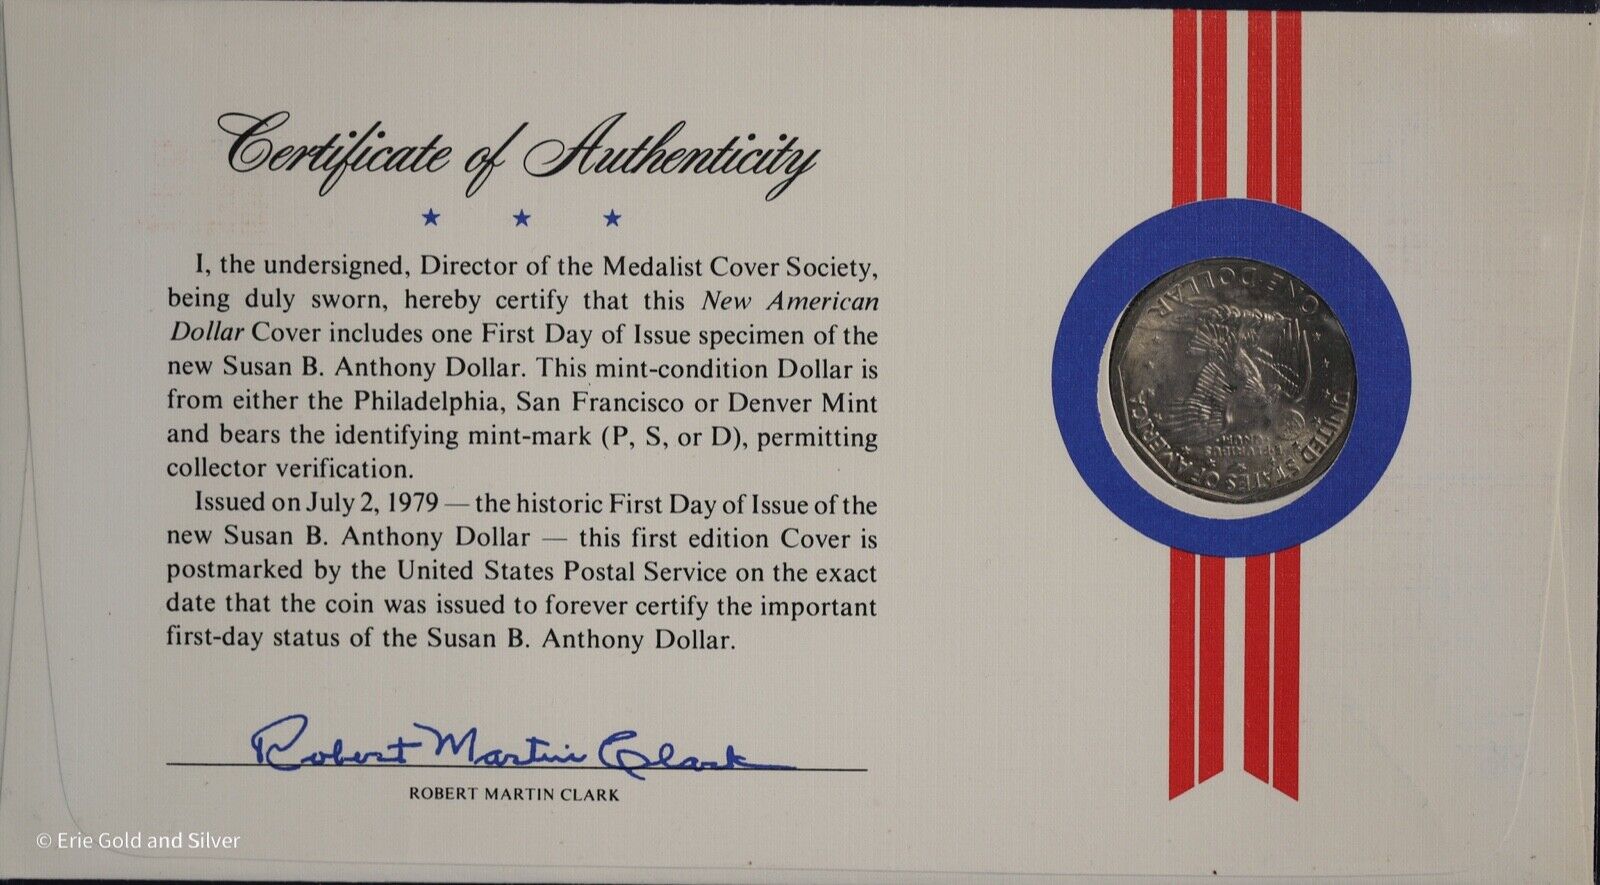 Certificate of Authenticity
I, the undersigned, Director of the Medalist Cover Society,
being duly sworn, hereby certify that this New American
Dollar Cover includes one First Day of Issue specimen of the
new Susan B. Anthony Dollar. This mint-condition Dollar is
from either the Philadelphia, San Francisco or Denver Mint
and bears the identifying mint-mark (P, S, or D), permitting
collector verification.
Issued on July 2, 1979 — the historic First Day of Issue of the
new Susan B. Anthony Dollar — this first edition Cover is
postmarked by the United States Postal Service on the exact
date that the coin was issued to forever certify the important
first-day status of the Susan B. Anthony Dollar.
Robert Martin Clark
ROBERT MARTIN CLARK
UNITED STATES OF AMERICA
E PLURIBUS
UNUM
ONE DOLLAR
© Erie Gold and Silver